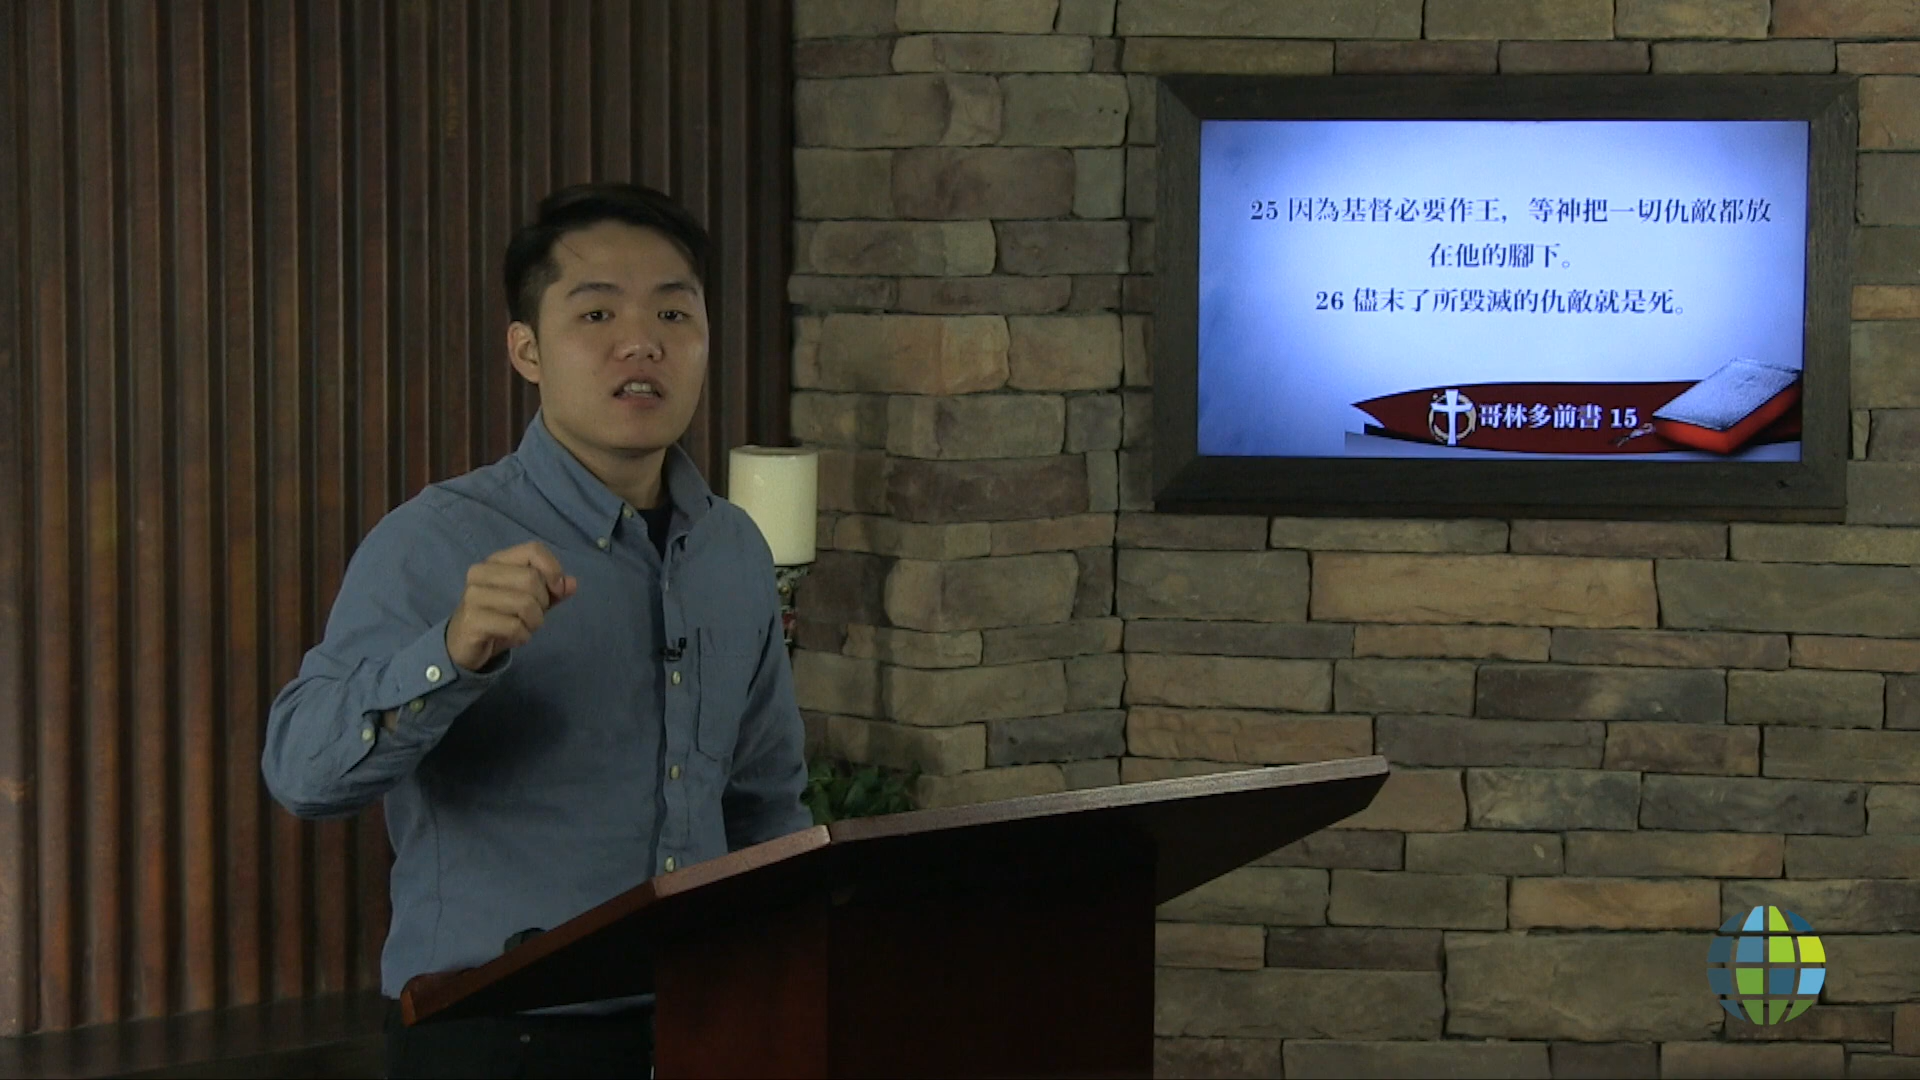 25 因為基督必要作王，等神把一切仇敵都放
在他的腳下。
26 儘末了所毀滅的仇敵就是死。
哥林多前書 15